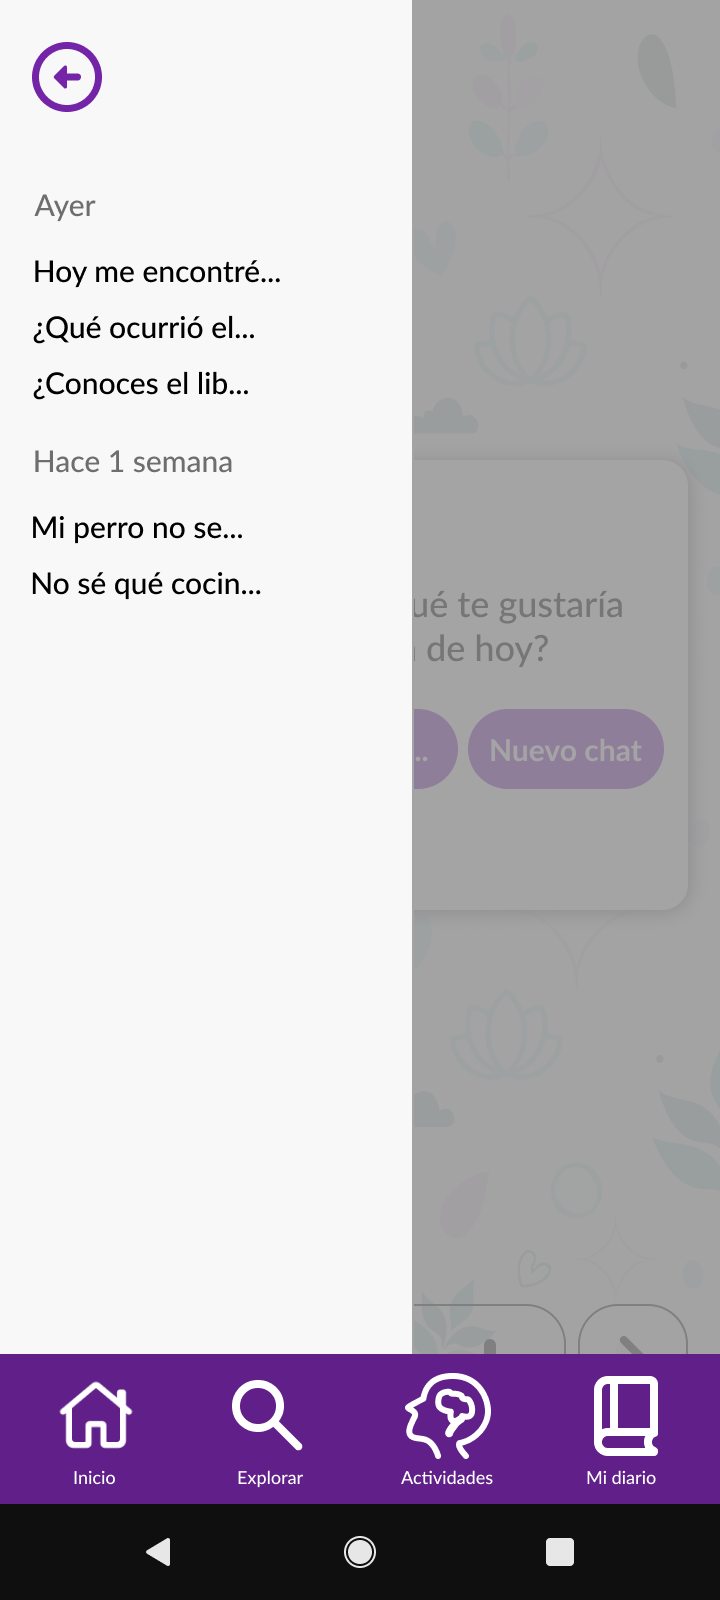 Ayer
Hoy me encontré...
¿Qué ocurrió el...
¿Conoces el lib...
Hace 1 semana
Mi perro no se...
No sé qué cocin...
ué te gustaría
de hoy?
..
Nuevo chat
Inicio
Explorar
Actividades
Mi diario